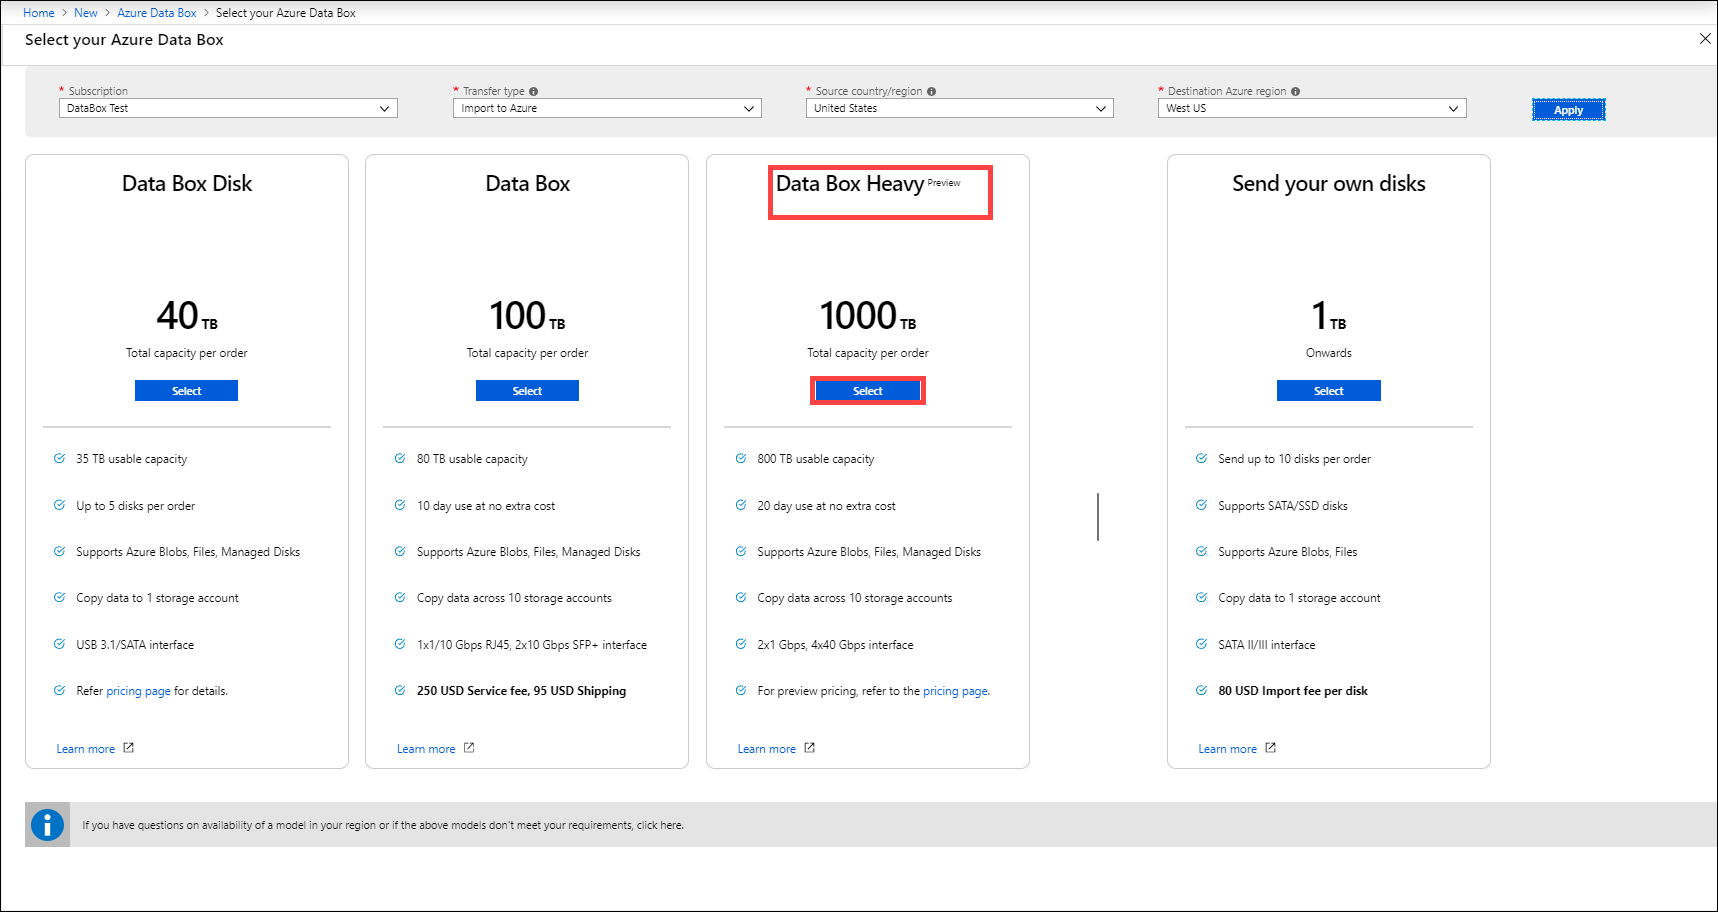 Home > New > Azure Data Box > Select your Azure Data Box
Select your Azure Data Box
* Subscription
DataBox Test
* Transfer type
Import to Azure
* Source country/region
United States
* Destination Azure region
West US
Apply
Data Box Disk
40 TB
Total capacity per order
Select
35 TB usable capacity
Up to 5 disks per order
Supports Azure Blobs, Files, Managed Disks
Copy data to 1 storage account
USB 3.1/SATA interface
Refer pricing page for details.
Learn more
Data Box
100 TB
Total capacity per order
Select
80 TB usable capacity
10 day use at no extra cost
Supports Azure Blobs, Files, Managed Disks
Copy data across 10 storage accounts
1x1/10 Gbps RJ45, 2x10 Gbps SFP+ interface
250 USD Service fee, 95 USD Shipping
Learn more
Data Box Heavy Preview
1000 TB
Total capacity per order
Select
800 TB usable capacity
20 day use at no extra cost
Supports Azure Blobs, Files, Managed Disks
Copy data across 10 storage accounts
2x1 Gbps, 4x40 Gbps interface
For preview pricing, refer to the pricing page.
Learn more
Send your own disks
1 TB
Onwards
Select
Send up to 10 disks per order
Supports SATA/SSD disks
Supports Azure Blobs, Files
Copy data to 1 storage account
SATA II/III interface
80 USD Import fee per disk
Learn more
If you have questions on availability of a model in your region or if the above models don't meet your requirements, click here.